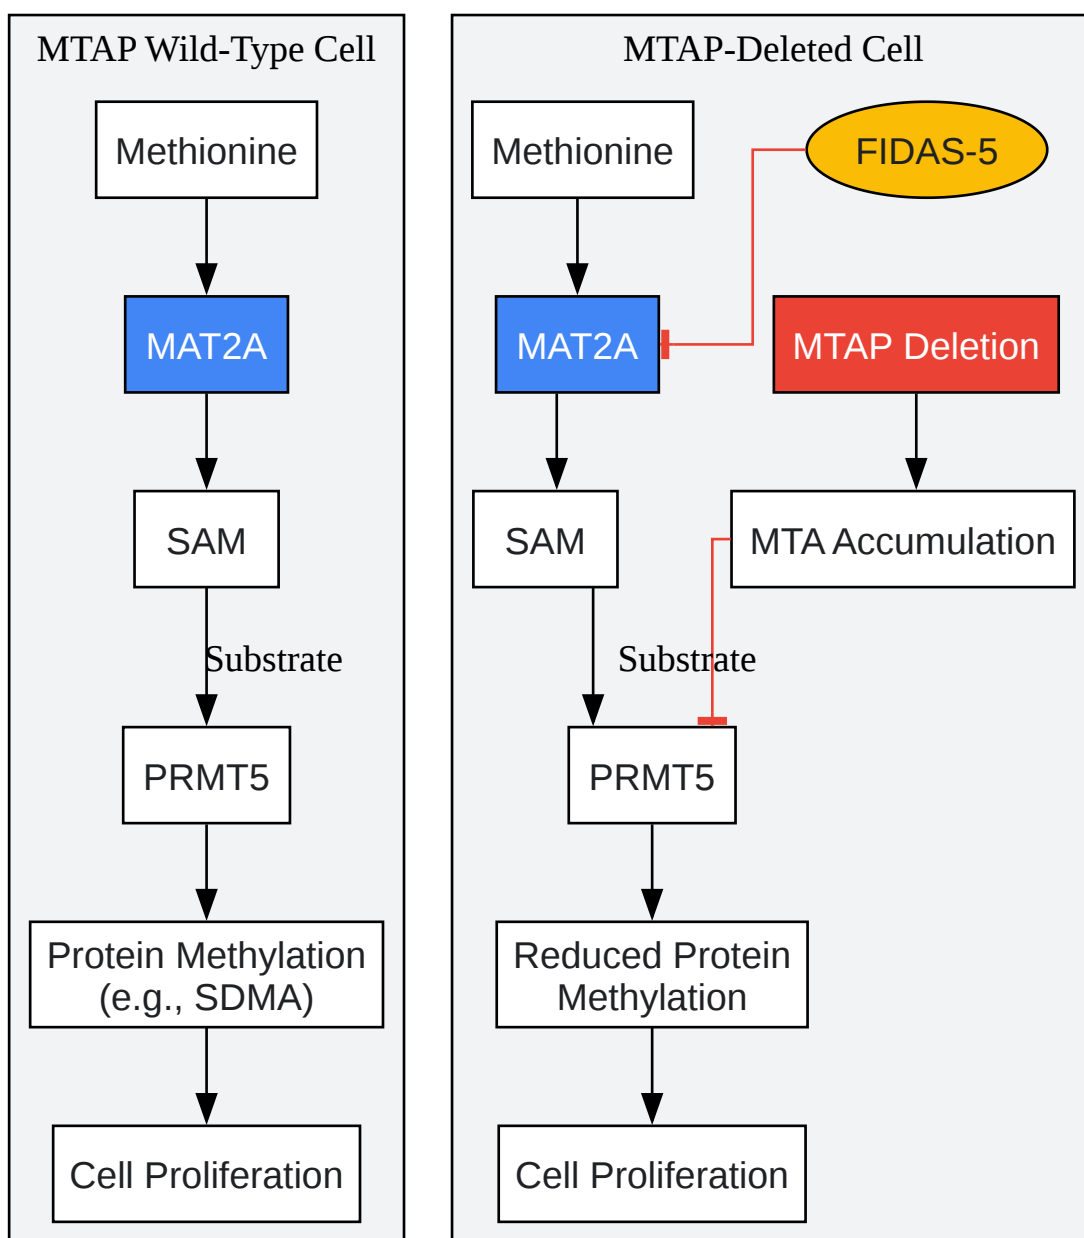 MTAP Wild-Type Cell
Methionine
MAT2A
SAM
Substrate
PRMT5
Protein Methylation
(e.g., SDMA)
Cell Proliferation
MTAP-Deleted Cell
Methionine
FIDAS-5
MAT2A
MTAP Deletion
SAM
MTA Accumulation
Substrate
PRMT5
Reduced Protein
Methylation
Cell Proliferation